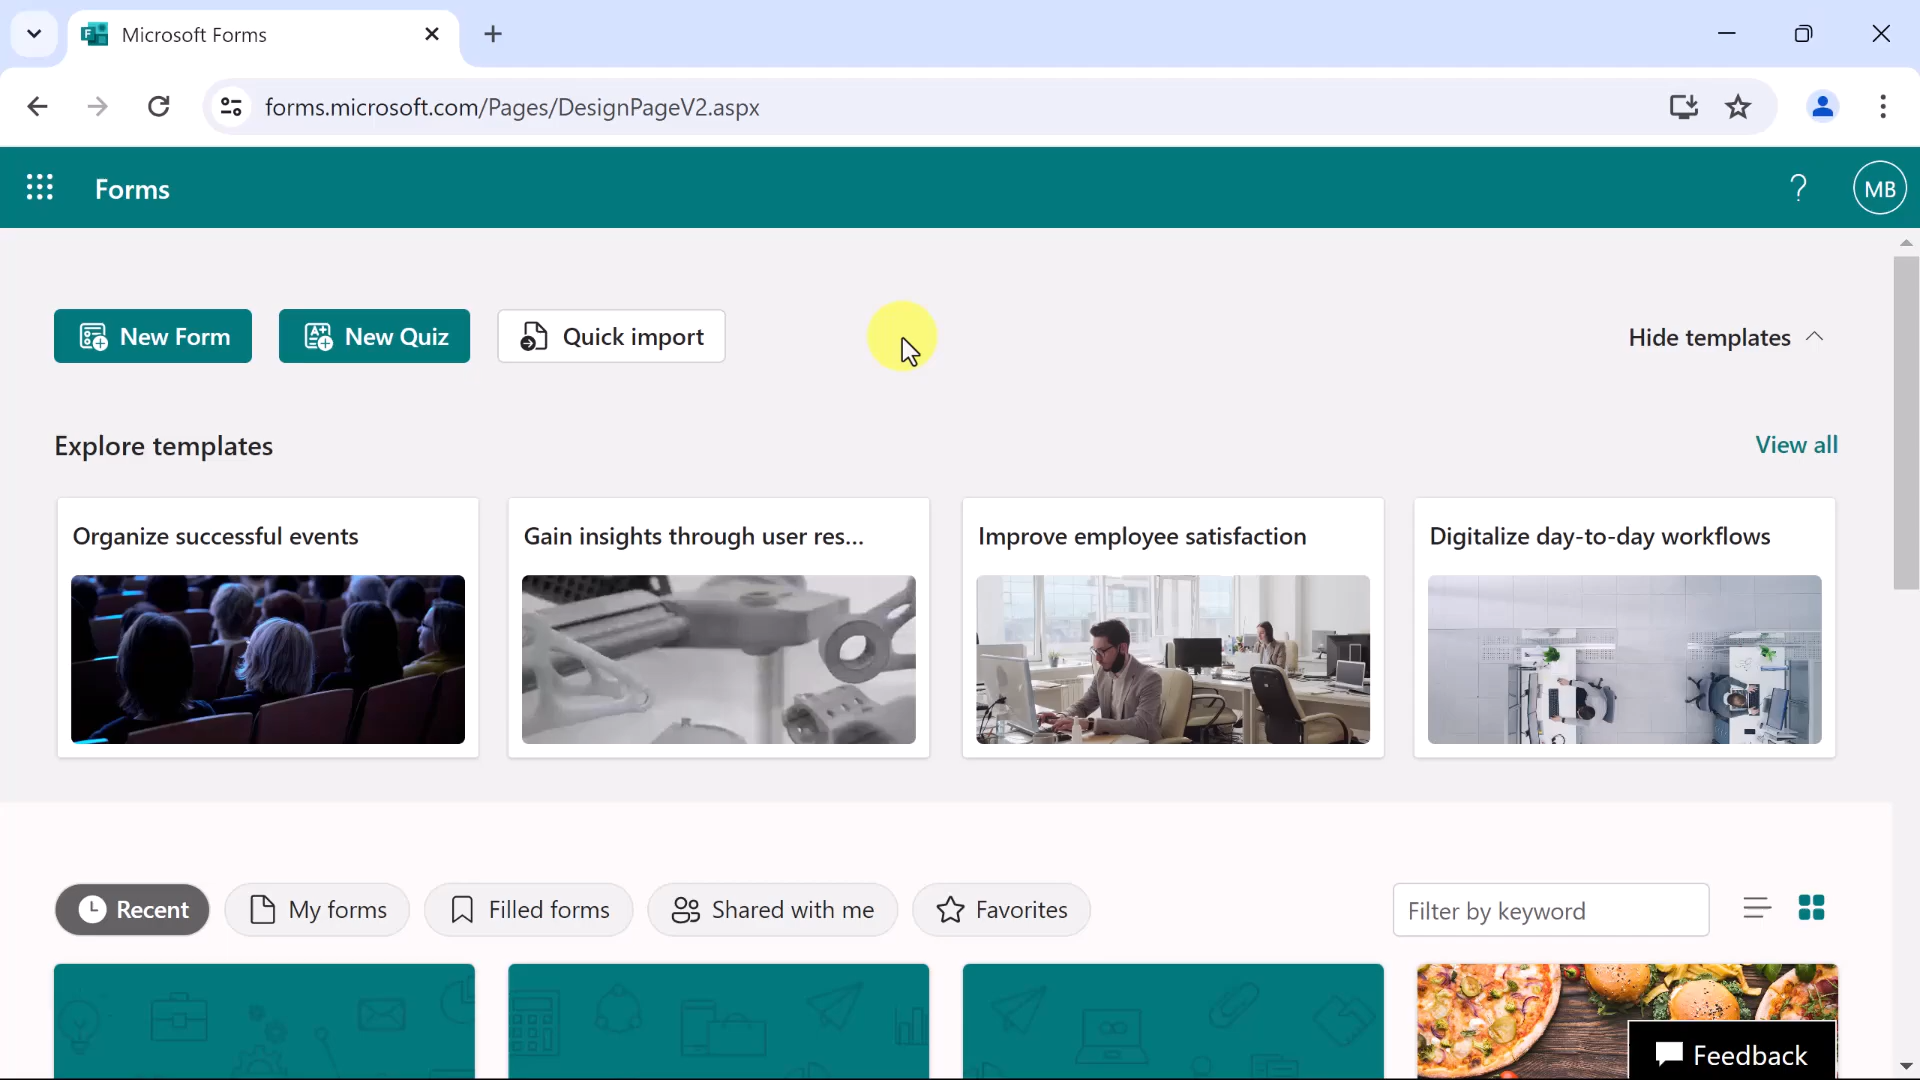 Microsoft Forms
forms.microsoft.com/Pages/DesignPageV2.aspx
Forms
?
MB
New Form
New Quiz
Quick import
Hide templates
Explore templates
View all
Organize successful events
Gain insights through user res...
Improve employee satisfaction
Digitalize day-to-day workflows
Recent
My forms
Filled forms
Shared with me
Favorites
Filter by keyword
Feedback